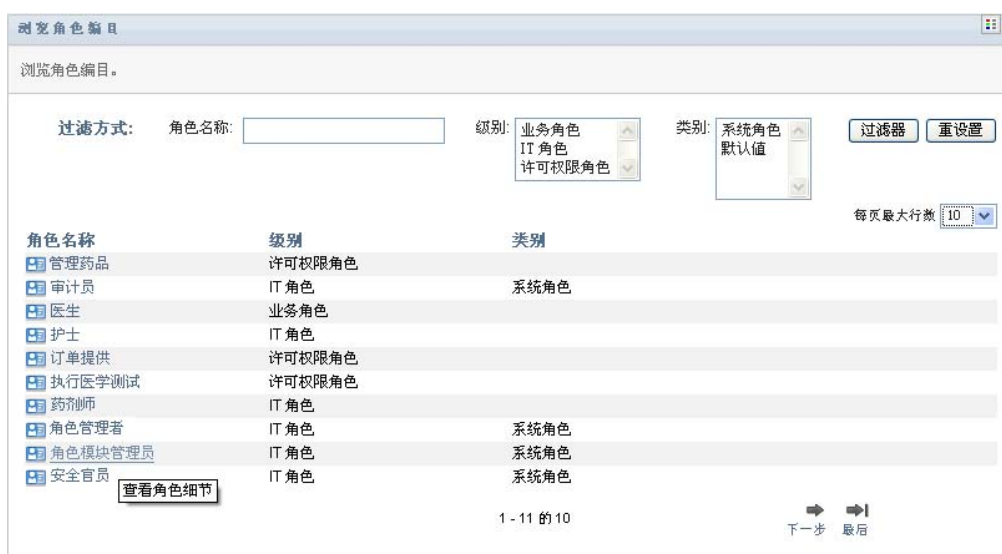 浏览角色编目
浏览角色编目。
过滤方式: 角色名称: 级别: 业务角色 IT 角色 许可权限角色 类别: 系统角色 默认值 过滤器 重设置
每页最大行数 10
角色名称 级别 类别
管理药品 许可权限角色
审计员 IT 角色 系统角色
医生 业务角色
护士 IT 角色
订单提供 许可权限角色
执行医学测试 许可权限角色
药剂师 IT 角色
角色管理者 IT 角色 系统角色
角色模块管理员 IT 角色 系统角色
安全官员 IT 角色 系统角色
查看角色细节
1 - 11 的 10 下一步 最后